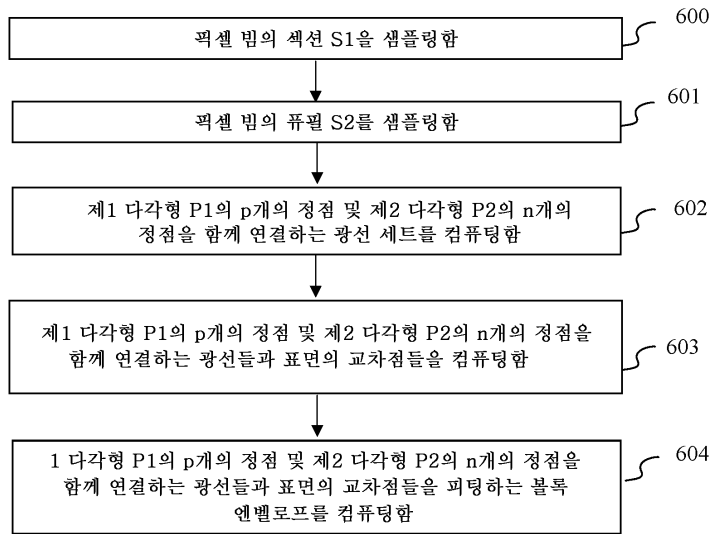 픽셀 빔의 섹션 S1을 샘플링함
600
픽셀 빔의 퓨필 S2를 샘플링함
601
제1 다각형 P1의 p개의 정점 및 제2 다각형 P2의 n개의
정점을 함께 연결하는 광선 세트를 컴퓨팅함
602
제1 다각형 P1의 p개의 정점 및 제2 다각형 P2의 n개의 정점을
함께 연결하는 광선들과 표면의 교차점들을 컴퓨팅함
603
1 다각형 P1의 p개의 정점 및 제2 다각형 P2의 n개의 정점을
함께 연결하는 광선들과 표면의 교차점들을 피팅하는 볼록
엔벨로프를 컴퓨팅함
604